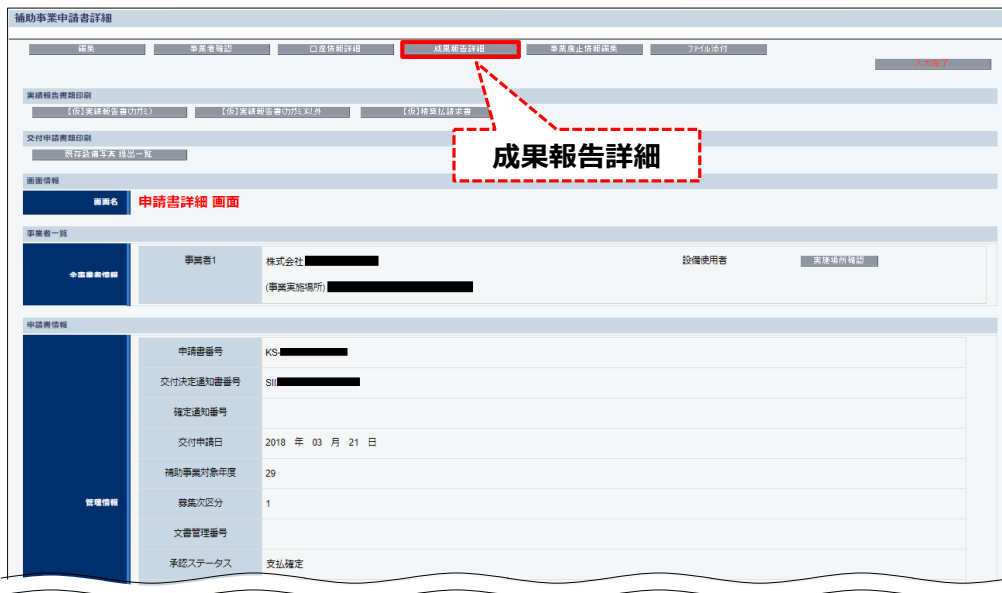 補助事業申請書詳細
編集 事業者確認 口座情報詳細 成果報告詳細 事業廃止情報編集 ファイル添付
入力完了
実績報告書類印刷
【仮】実績報告書(カガミ) 【仮】実績報告書(カガミ)以外 【仮】精算払請求書
交付申請書類印刷
既存設備写真 提出一覧
成果報告詳細
画面情報
画面名 申請書詳細 画面
事業者一覧
全事業者情報 事業者1 株式会社 設備使用者 実施場所確認
(事業実施場所)
申請書情報
管理情報
申請書番号 KS-
交付決定通知書番号 SII
確定通知番号
交付申請日 2018 年 03 月 21 日
補助事業対象年度 29
募集次区分 1
文書管理番号
承認ステータス 支払確定